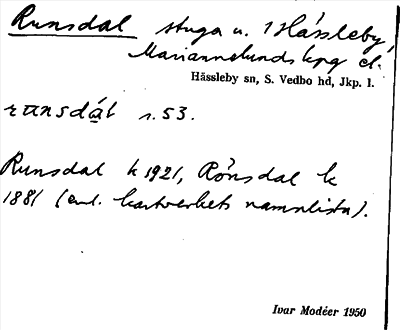 Runsdal stuga u. 1 Hässleby,
Mariannelunds kpg el.
Hässleby sn, S. Vedbo hd, Jkp. l.
runsdál s. 53.
Runsdal k 1921, Rönsdal k
1881 (enl. kartverkets namnlista).
Ivar Modéer 1950